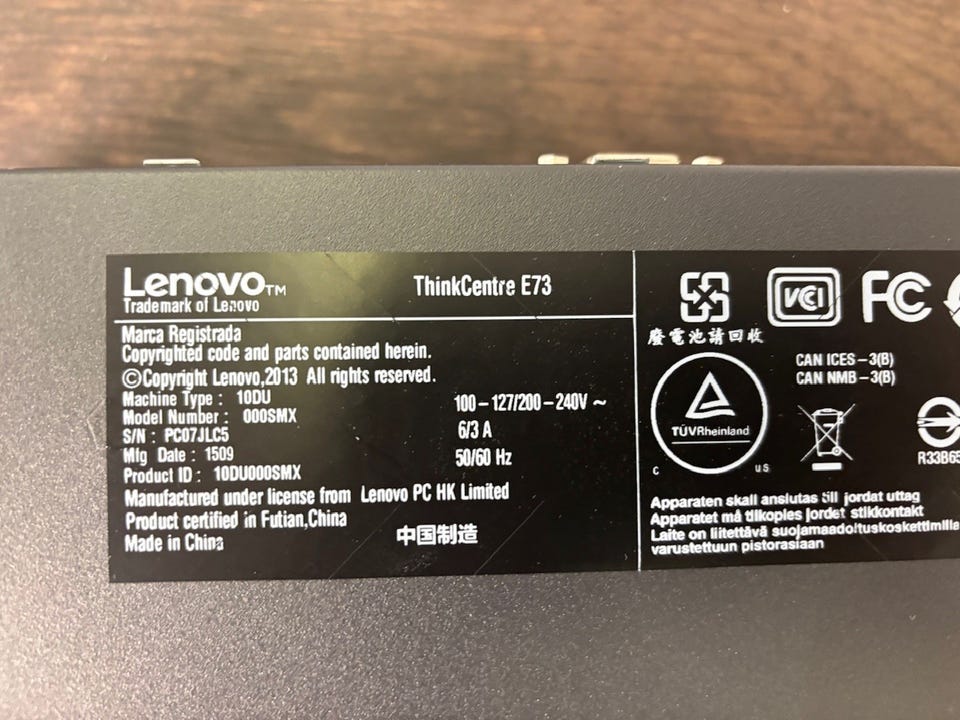 Lenovo™
Trademark of Lenovo
ThinkCentre E73
Marca Registrada
Copyrighted code and parts contained herein.
©Copyright Lenovo,2013 All rights reserved.
Machine Type : 10DU
Model Number : 000SMX
S/N : PC07JLC5
Mfg Date : 1509
Product ID : 10DU000SMX
100-127/200-240V ~
6/3 A
50/60 Hz
Manufactured under license from Lenovo PC HK Limited
Product certified in Futian,China
Made in China
中国制造
VCI
FC
廢電池請回收
CAN ICES-3(B)
CAN NMB-3(B)
TÜVRheinland
C US
R33B65
Apparaten skall anslutas till jordat uttag
Apparatet må tilkoples jordet stikkontakt
Laite on liitettävä suojamaadoituskoskettimilla
varustettuun pistorasiaan